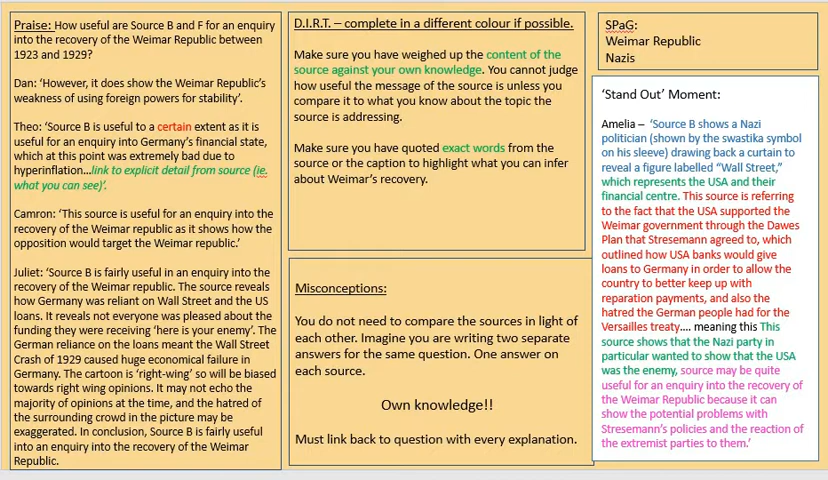 Praise: How useful are Source B and F for an enquiry
into the recovery of the Weimar Republic between
1923 and 1929?
Dan: ‘However, it does show the Weimar Republic’s
weakness of using foreign powers for stability’.
Theo: ‘Source B is useful to a certain extent as it is
useful for an enquiry into Germany’s financial state,
which at this point was extremely bad due to
hyperinflation...link to explicit detail from source (ie.
what you can see)’.
Camron: ‘This source is useful for an enquiry into the
recovery of the Weimar republic as it shows how the
opposition would target the Weimar republic.’
Juliet: ‘Source B is fairly useful in an enquiry into the
recovery of the Weimar republic. The source reveals
how Germany was reliant on Wall Street and the US
loans. It reveals not everyone was pleased about the
funding they were receiving ‘here is your enemy’. The
German reliance on the loans meant the Wall Street
Crash of 1929 caused huge economical failure in
Germany. The cartoon is ‘right-wing’ so will be biased
towards right wing opinions. It may not echo the
majority of opinions at the time, and the hatred of
the surrounding crowd in the picture may be
exaggerated. In conclusion, Source B is fairly useful
into an enquiry into the recovery of the Weimar
Republic.
D.I.R.T. – complete in a different colour if possible.
Make sure you have weighed up the content of the
source against your own knowledge. You cannot judge
how useful the message of the source is unless you
compare it to what you know about the topic the
source is addressing.
Make sure you have quoted exact words from the
source or the caption to highlight what you can infer
about Weimar’s recovery.
Misconceptions:
You do not need to compare the sources in light of
each other. Imagine you are writing two separate
answers for the same question. One answer on
each source.
Own knowledge!!
Must link back to question with every explanation.
SPaG:
Weimar Republic
Nazis
‘Stand Out’ Moment:
Amelia – ‘Source B shows a Nazi
politician (shown by the swastika symbol
on his sleeve) drawing back a curtain to
reveal a figure labelled “Wall Street,”
which represents the USA and their
financial centre. This source is referring
to the fact that the USA supported the
Weimar government through the Dawes
Plan that Stresemann agreed to, which
outlined how USA banks would give
loans to Germany in order to allow the
country to better keep up with
reparation payments, and also the
hatred the German people had for the
Versailles treaty.... meaning this This
source shows that the Nazi party in
particular wanted to show that the USA
was the enemy, source may be quite
useful for an enquiry into the recovery of
the Weimar Republic because it can
show the potential problems with
Stresemann’s policies and the reaction of
the extremist parties to them.’